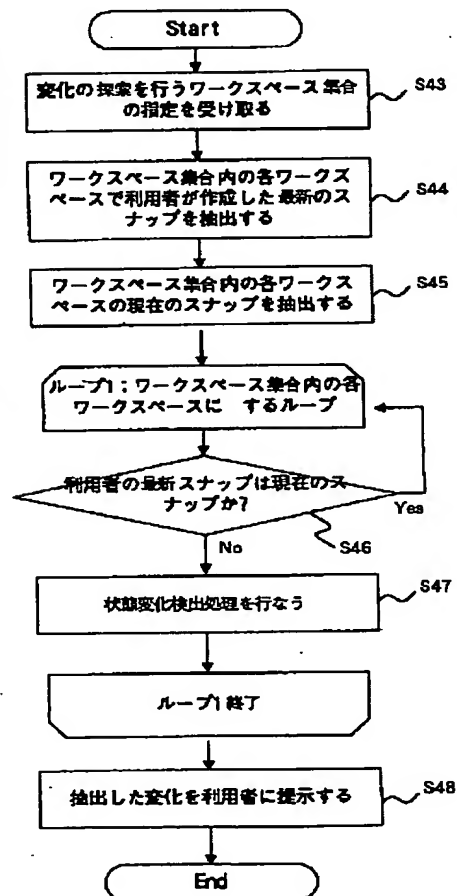 Start
変化の探索を行うワークスペース集合
の指定を受け取る
S43
ワークスペース集合内の各ワークス
ペースで利用者が作成した最新のス
ナップを抽出する
S44
ワークスペース集合内の各ワークス
ペースの現在のスナップを抽出する
S45
ループ1：ワークスペース集合内の各
ワークスペースに　するループ
利用者の最新スナップは現在のス
ナップか？
Yes
No
S46
状態変化検出処理を行なう
S47
ループ1終了
抽出した変化を利用者に提示する
S48
End